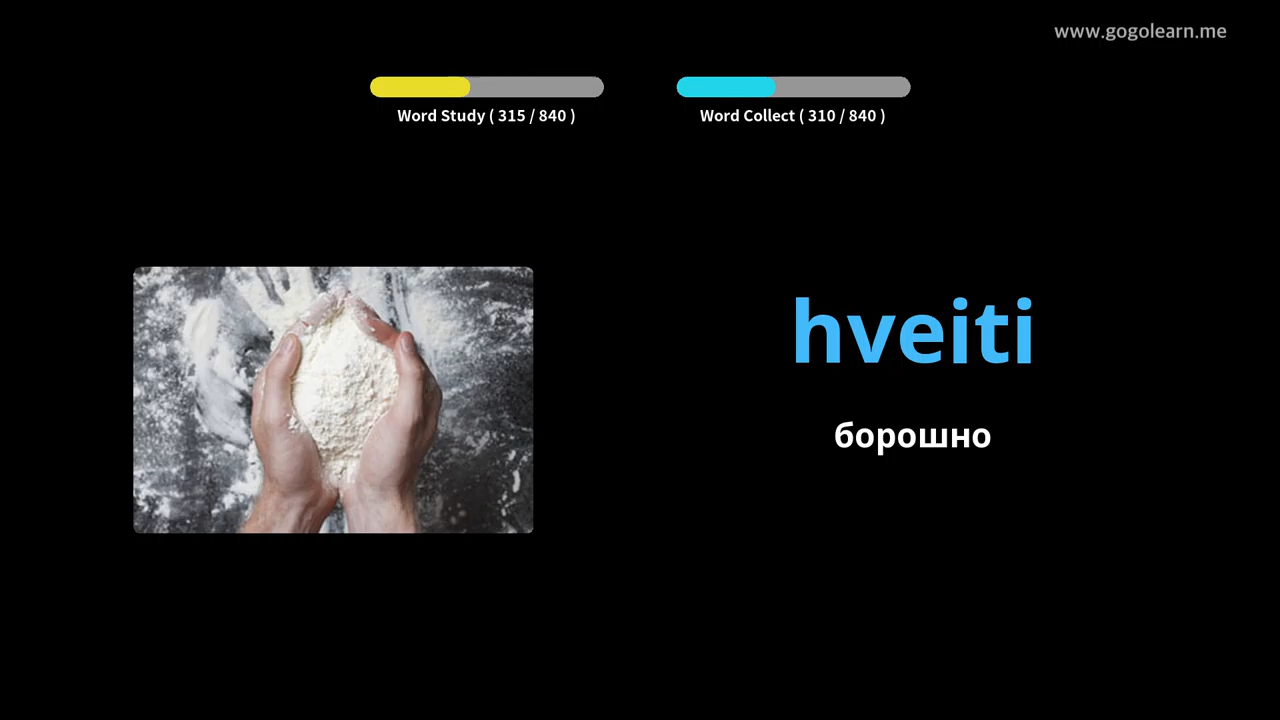 www.gogolearn.me
Word Study ( 315 / 840 )
Word Collect ( 310 / 840 )
hveiti
борошно